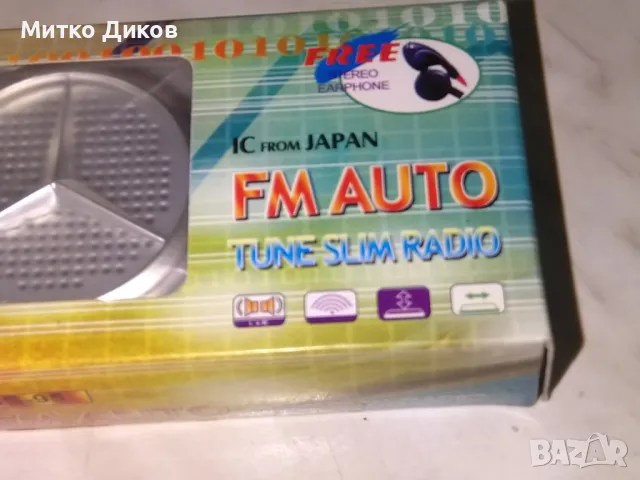 Митко Диков
FREE
STEREO
EARPHONE
IC FROM JAPAN
FM AUTO
TUNE SLIM RADIO
BAZAR